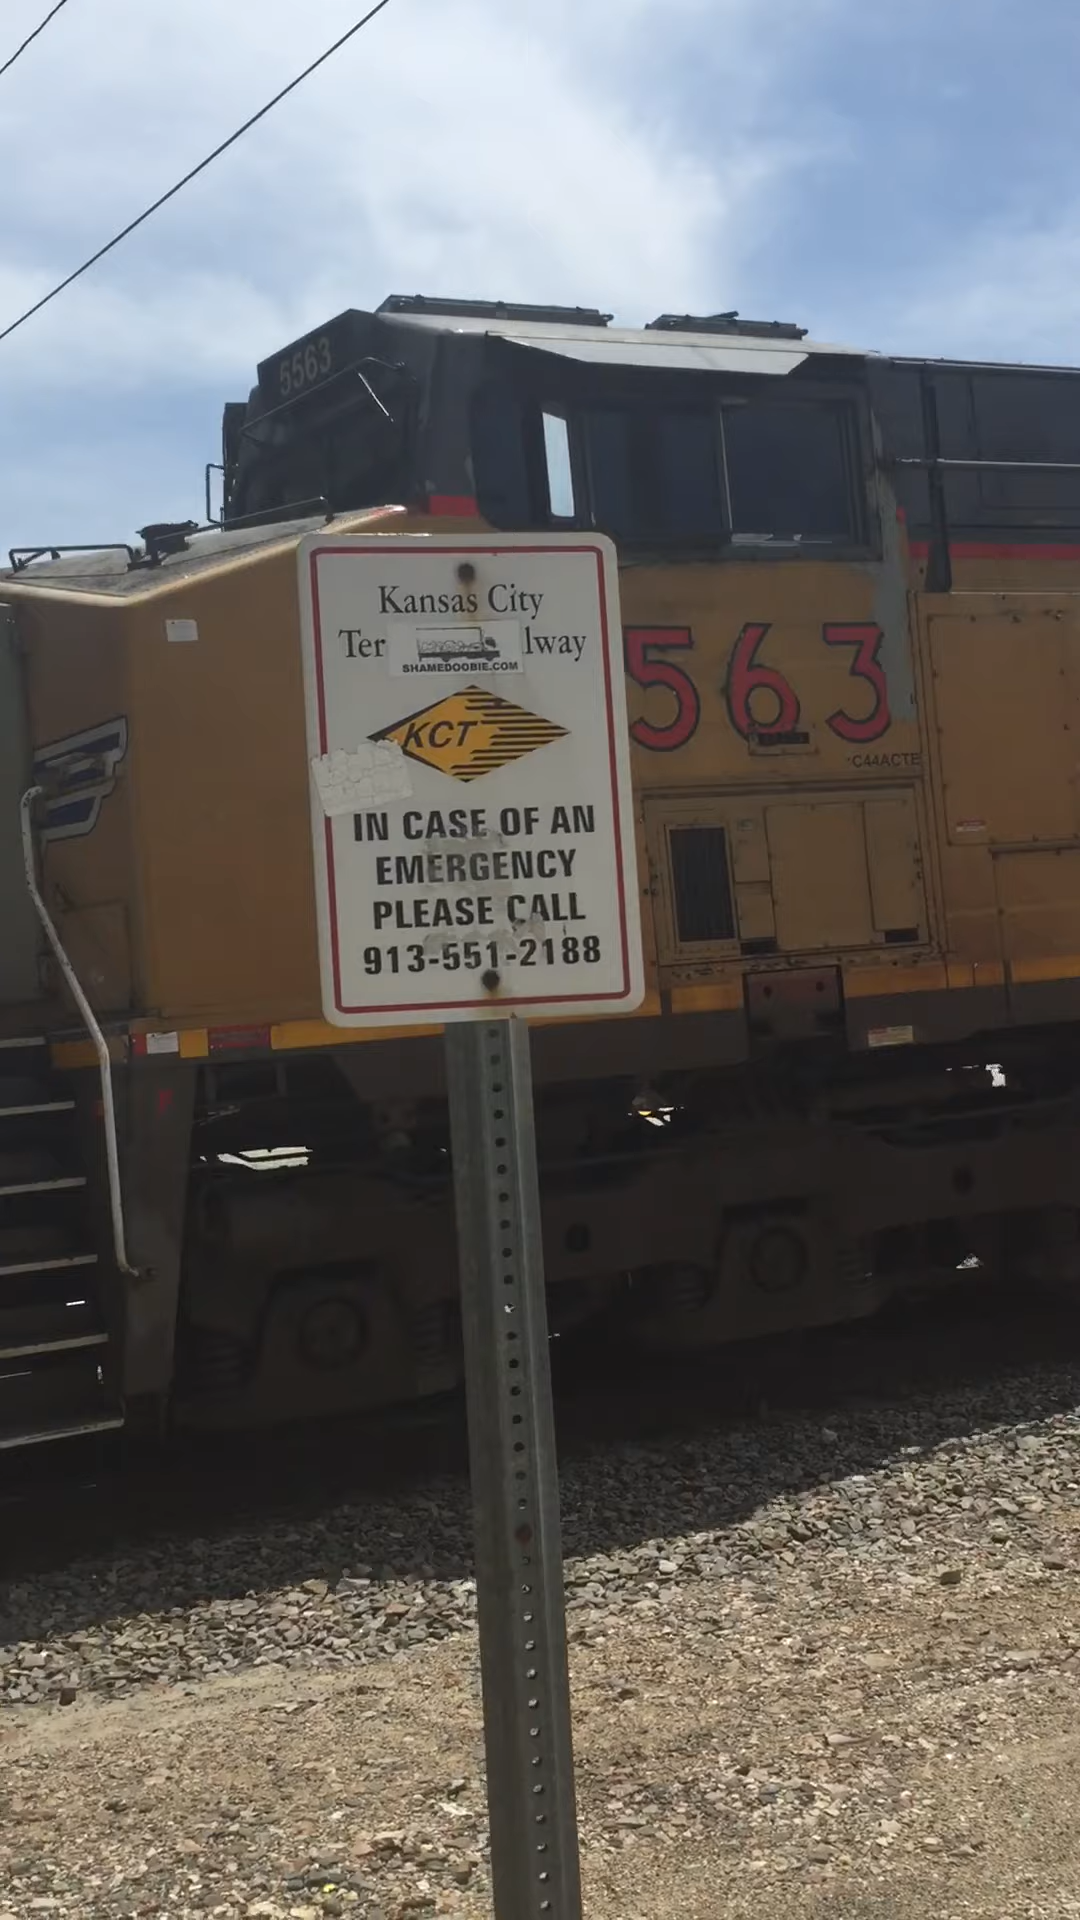 5563
Kansas City
Ter lway
SHAMEDOOBIE.COM
KCT
IN CASE OF AN
EMERGENCY
PLEASE CALL
913-551-2188
563
C44ACTE